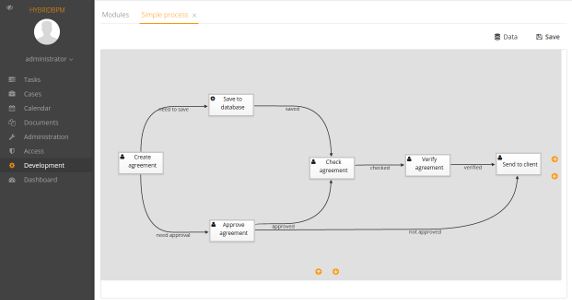 HYBRIDBPM
administrator
Tasks
Cases
Calendar
Documents
Administration
Access
Development
Dashboard
Modules
Simple process ×
Data
Save
Save to
database
need to save
saved
Create
agreement
Check
agreement
checked
Verify
agreement
verified
Send to client
need approval
Approve
agreement
approved
not approved